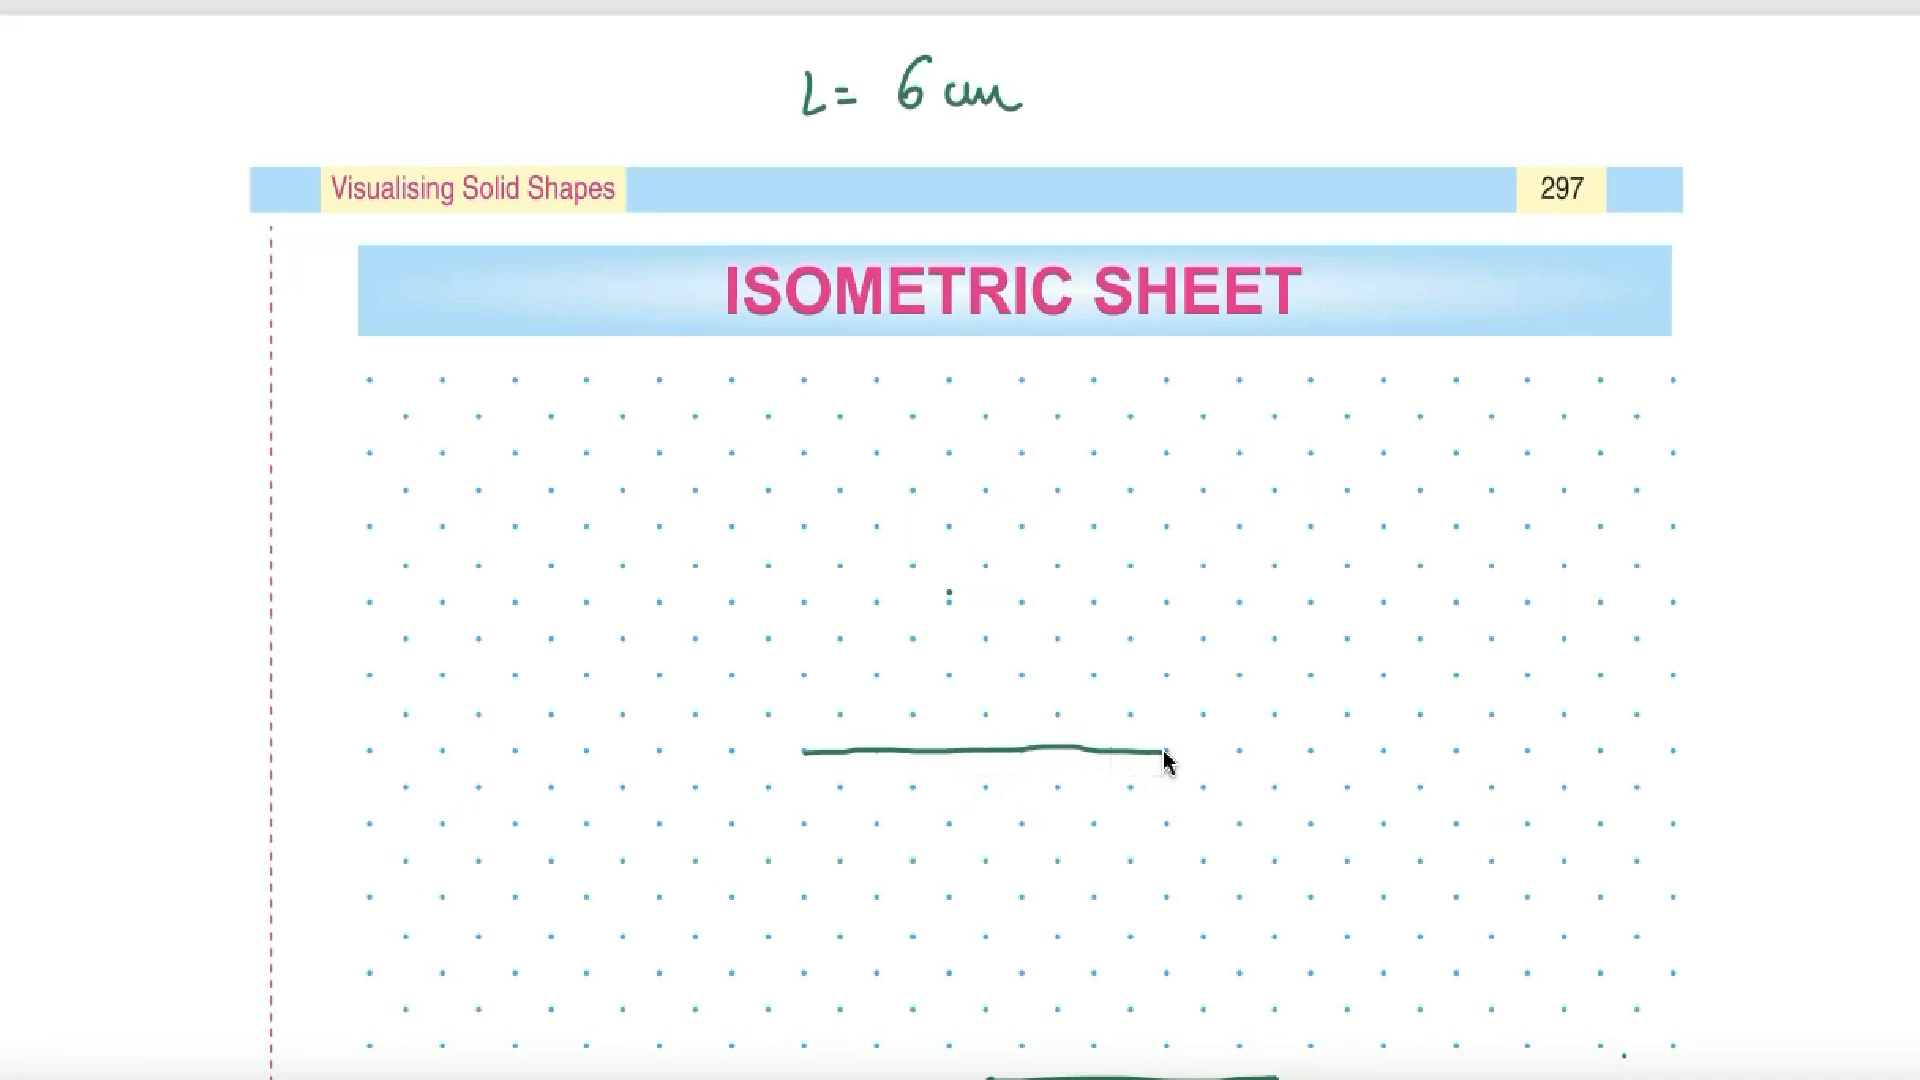 L = 6 cm
Visualising Solid Shapes 297
ISOMETRIC SHEET